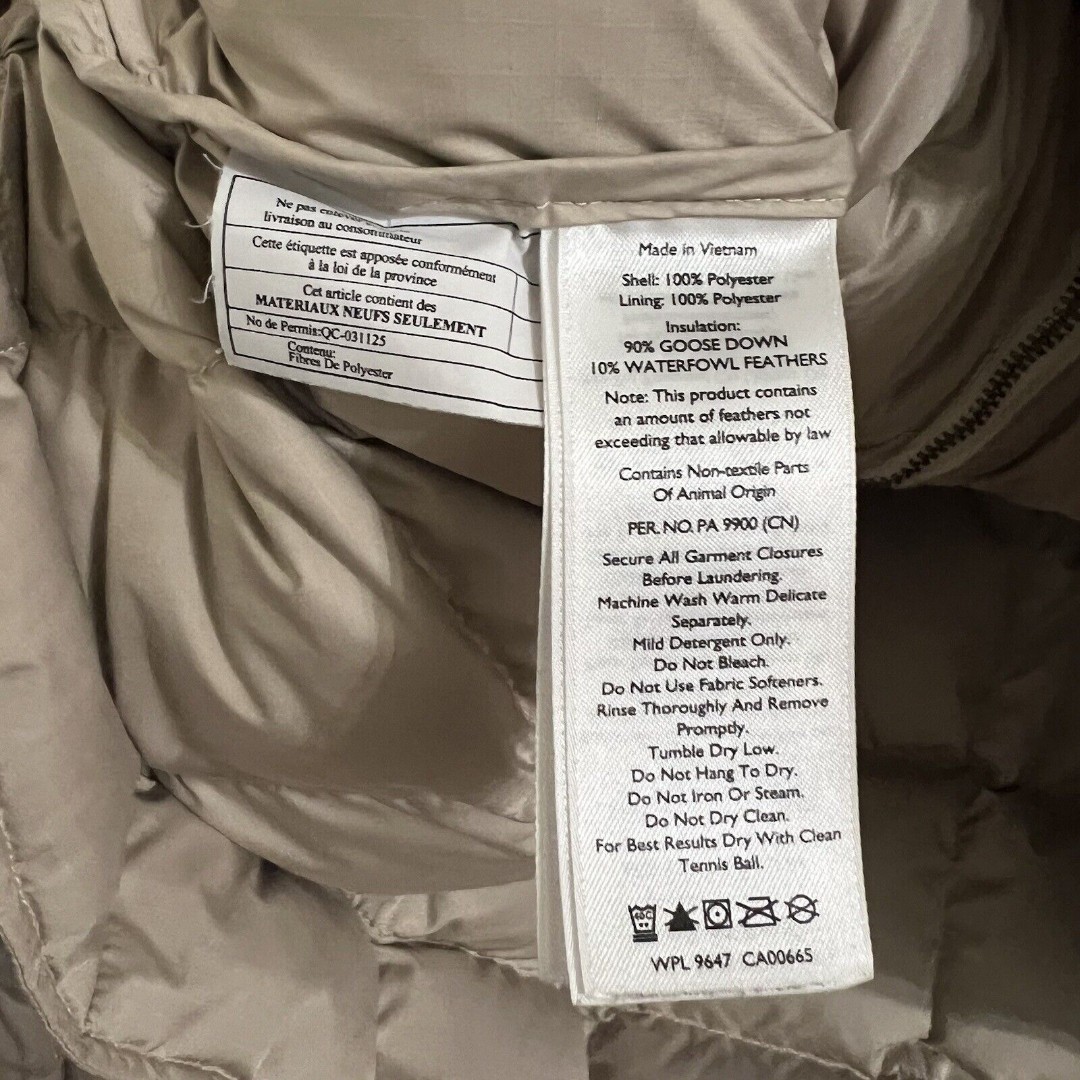 Ne pas enlever
livraison au consommateur
Cette étiquette est apposée conformément
à la loi de la province
Cet article contient des
MATERIAUX NEUFS SEULEMENT
No de Permis:QC-031125
Contenu:
Fibres De Polyester
Made in Vietnam
Shell: 100% Polyester
Lining: 100% Polyester
Insulation:
90% GOOSE DOWN
10% WATERFOWL FEATHERS
Note: This product contains
an amount of feathers not
exceeding that allowable by law
Contains Non-textile Parts
Of Animal Origin
PER. NO. PA 9900 (CN)
Secure All Garment Closures
Before Laundering.
Machine Wash Warm Delicate
Separately.
Mild Detergent Only.
Do Not Bleach.
Do Not Use Fabric Softeners.
Rinse Thoroughly And Remove
Promptly.
Tumble Dry Low.
Do Not Hang To Dry.
Do Not Iron Or Steam.
Do Not Dry Clean.
For Best Results Dry With Clean
Tennis Ball.
40C
WPL 9647 CA00665